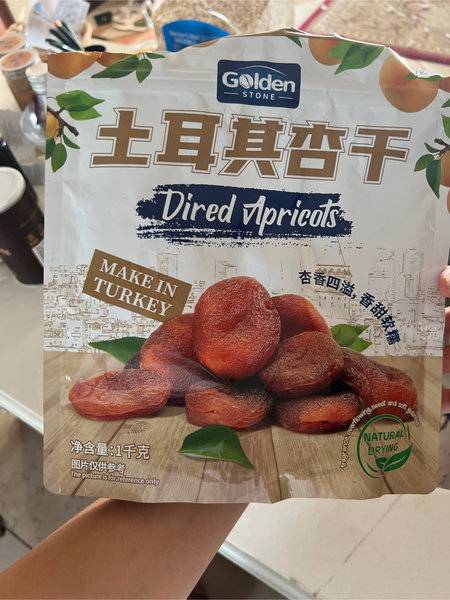 Golden
STONE
土耳其杏干
Dired Apricots
MAKE IN
TURKEY
杏香四溢，香甜软糯
NATURAL
DRYING
净含量:1千克
图片仅供参考
The picture is for reference only